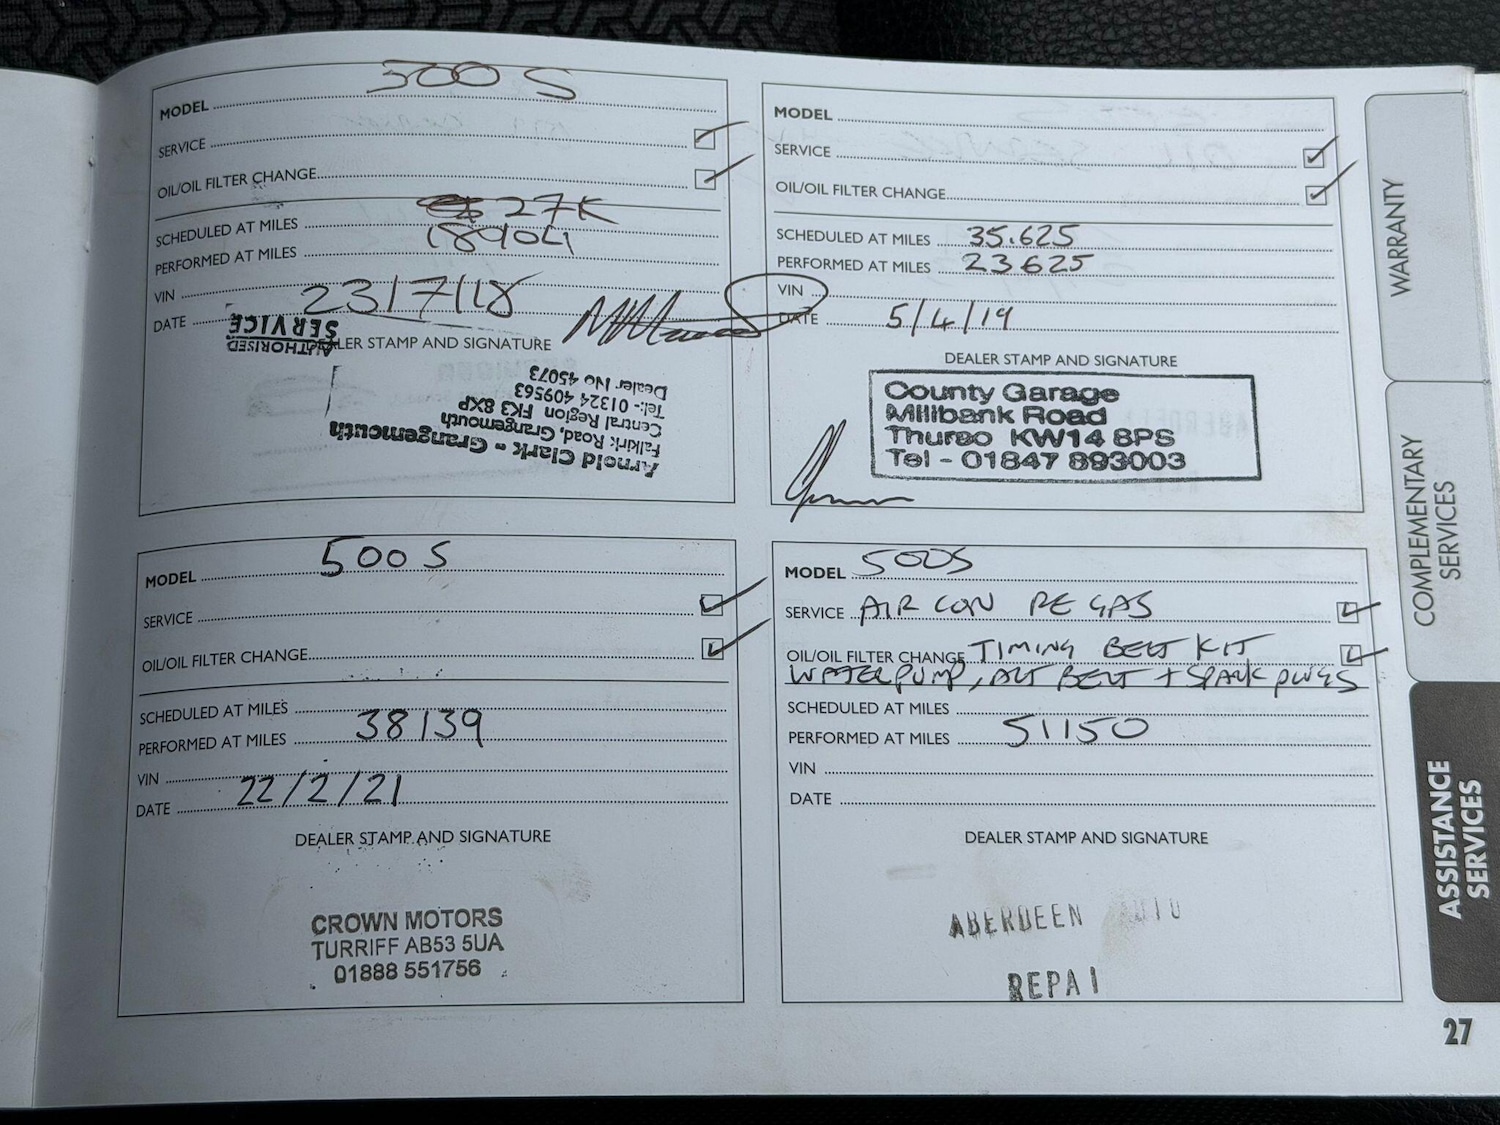 MODEL 500 S
SERVICE
OIL/OIL FILTER CHANGE
SCHEDULED AT MILES 27K
PERFORMED AT MILES 18904
VIN
DATE 23/7/18
DEALER STAMP AND SIGNATURE
AUTHORISED
SERVICE
Arnold Clark - Grangemouth
Falkirk Road, Grangemouth
Central Region FK3 8XP
Tel:- 01324 409563
Dealer No 45073
MODEL
SERVICE
OIL/OIL FILTER CHANGE
SCHEDULED AT MILES 35.625
PERFORMED AT MILES 23625
VIN
DATE 5/4/19
DEALER STAMP AND SIGNATURE
County Garage
Millbank Road
Thurso KW14 8PS
Tel - 01847 893003
MODEL 500 S
SERVICE
OIL/OIL FILTER CHANGE
SCHEDULED AT MILES
PERFORMED AT MILES 38139
VIN
DATE 22/2/21
DEALER STAMP AND SIGNATURE
CROWN MOTORS
TURRIFF AB53 5UA
01888 551756
MODEL 500S
SERVICE AIR CON RE GAS
OIL/OIL FILTER CHANGE TIMING BELT KIT
WATERPUMP, ALT BELT + SPARK PLUGS
SCHEDULED AT MILES
PERFORMED AT MILES 51150
VIN
DATE
DEALER STAMP AND SIGNATURE
ABERDEEN AUTO
REPAI
WARRANTY
COMPLEMENTARY
SERVICES
ASSISTANCE
SERVICES
27